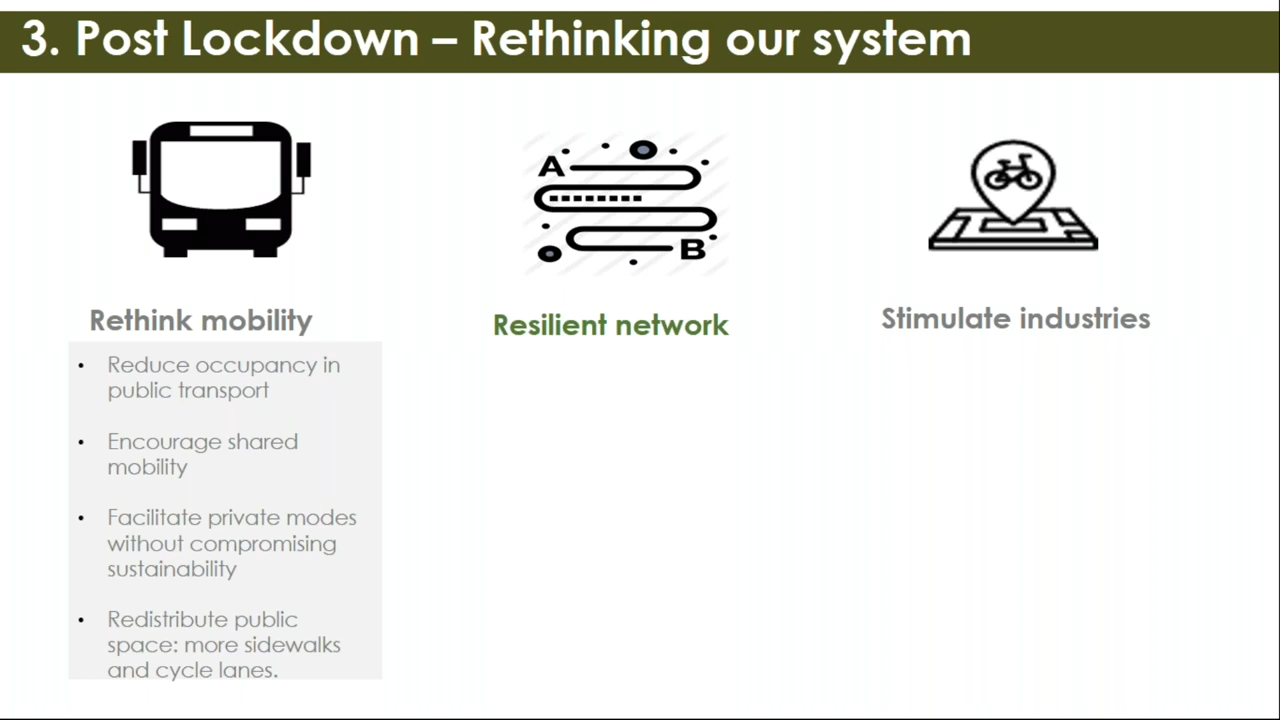 3. Post Lockdown – Rethinking our system
A
B
Rethink mobility
Resilient network
Stimulate industries
• Reduce occupancy in
public transport
• Encourage shared
mobility
• Facilitate private modes
without compromising
sustainability
• Redistribute public
space: more sidewalks
and cycle lanes.